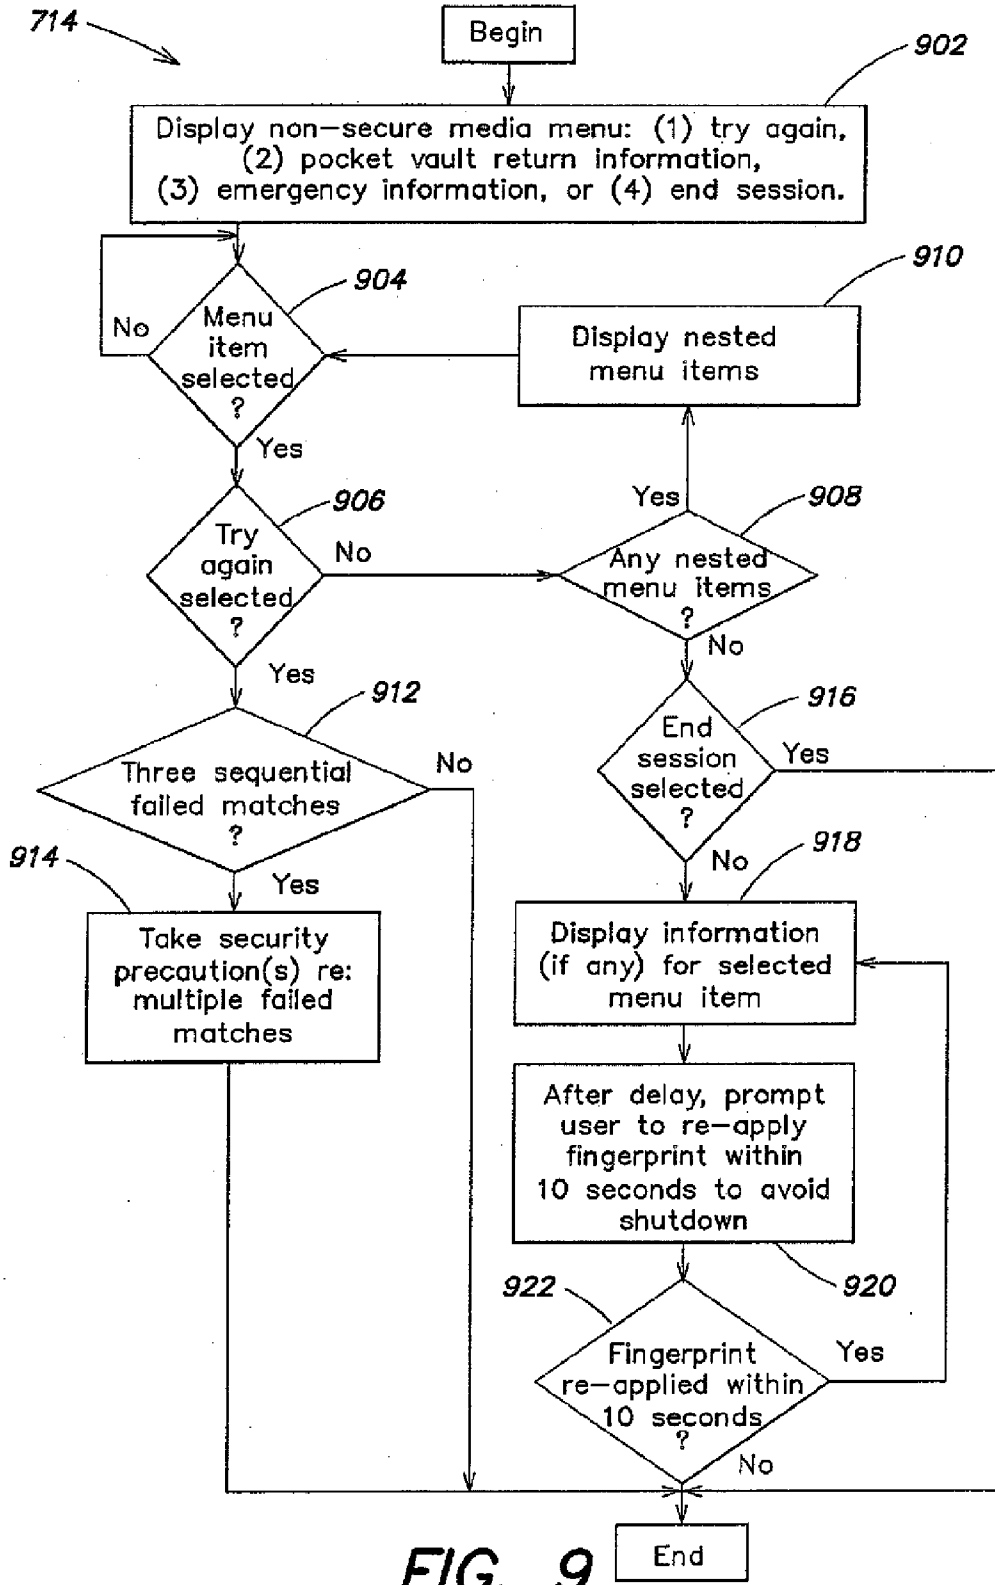 714
Begin
902
Display non-secure media menu: (1) try again,
(2) pocket vault return information,
(3) emergency information, or (4) end session.
910
904
No
Menu
item
selected
?
Display nested
menu items
Yes
906
Yes
908
Try
again
selected
?
No
Any nested
menu items
?
No
Yes
912
916
End
session
selected
?
Yes
Three sequential
failed matches
?
No
914
Yes
No
918
Take security
precaution(s) re:
multiple failed
matches
Display information
(if any) for selected
menu item
After delay, prompt
user to re-apply
fingerprint within
10 seconds to avoid
shutdown
922
920
Fingerprint
re-applied within
10 seconds
?
Yes
No
End
FIG. 9